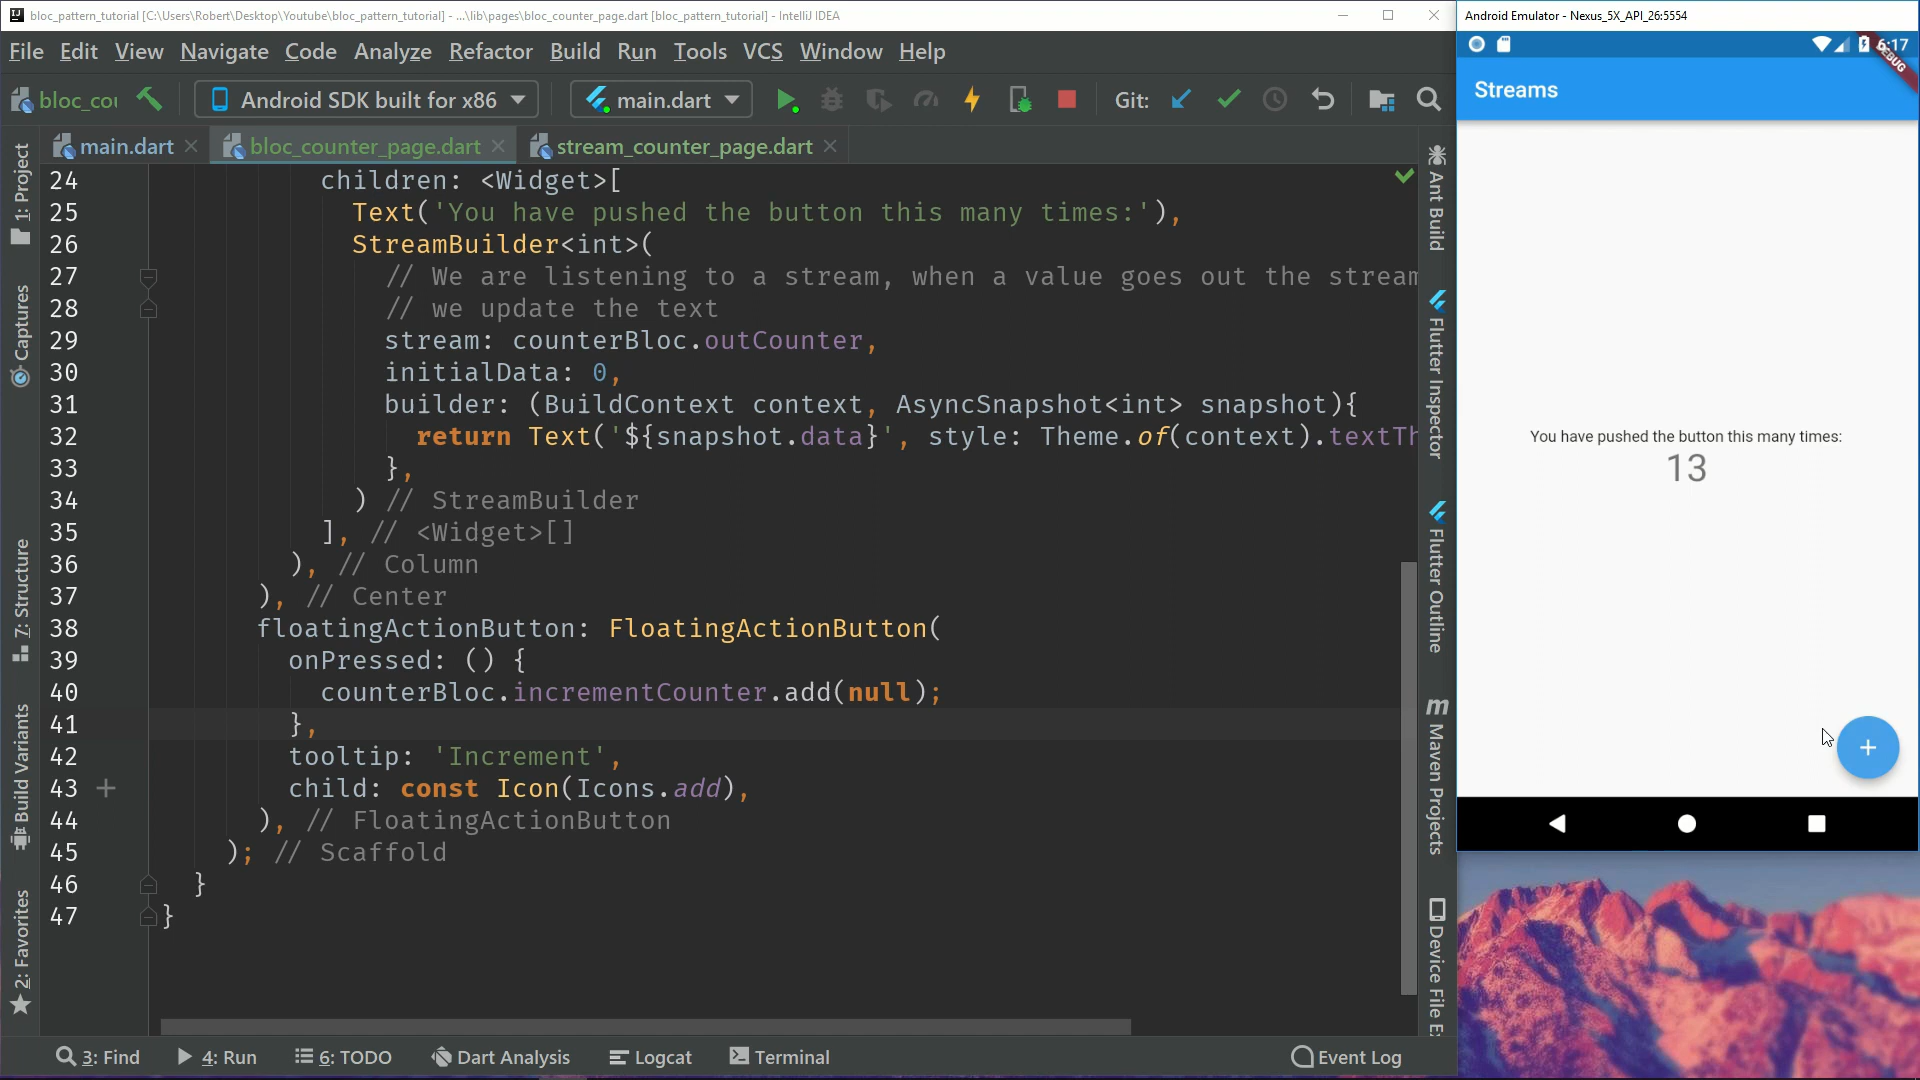 bloc_pattern_tutorial [C:\Users\Robert\Desktop\Youtube\bloc_pattern_tutorial] - ...\lib\pages\bloc_counter_page.dart [bloc_pattern_tutorial] - IntelliJ IDEA
File Edit View Navigate Code Analyze Refactor Build Run Tools VCS Window Help
bloc_cou Android SDK built for x86 main.dart Git:
main.dart bloc_counter_page.dart stream_counter_page.dart
24 children: <Widget>[
25 Text('You have pushed the button this many times:'),
26 StreamBuilder<int>(
27 // We are listening to a stream, when a value goes out the stream
28 // we update the text
29 stream: counterBloc.outCounter,
30 initialData: 0,
31 builder: (BuildContext context, AsyncSnapshot<int> snapshot){
32 return Text('${snapshot.data}', style: Theme.of(context).textTh
33 },
34 ) // StreamBuilder
35 ], // <Widget>[]
36 ), // Column
37 ), // Center
38 floatingActionButton: FloatingActionButton(
39 onPressed: () {
40 counterBloc.incrementCounter.add(null);
41 },
42 tooltip: 'Increment',
43 child: const Icon(Icons.add),
44 ), // FloatingActionButton
45 ); // Scaffold
46 }
47 }
1: Project
Captures
7: Structure
Build Variants
2: Favorites
Ant Build
Flutter Inspector
Flutter Outline
Maven Projects
Device File E
3: Find 4: Run 6: TODO Dart Analysis Logcat Terminal Event Log
Android Emulator - Nexus_5X_API_26:5554
6:17
DEBUG
Streams
You have pushed the button this many times:
13